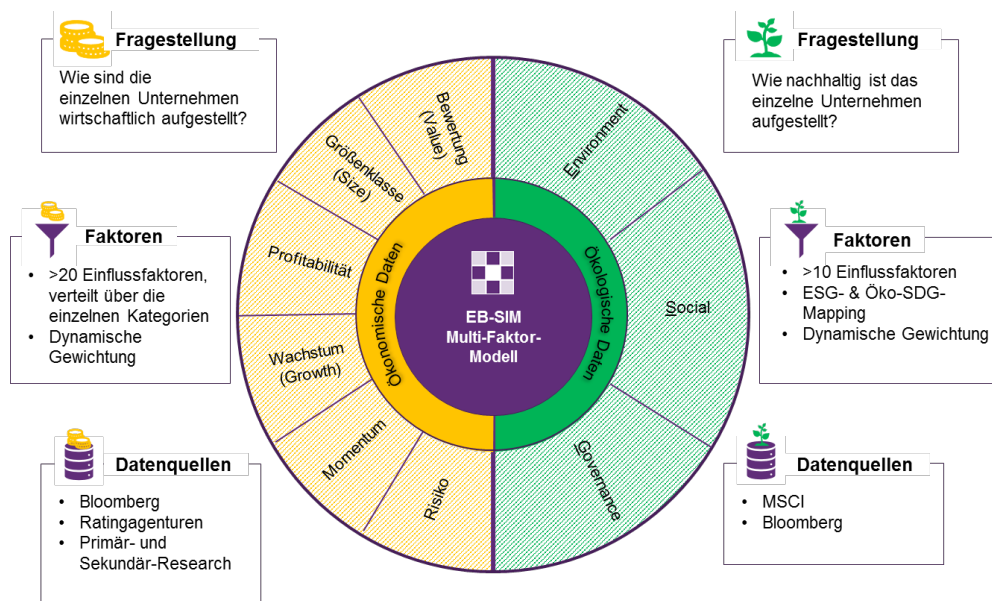 Fragestellung
Wie sind die
einzelnen Unternehmen
wirtschaftlich aufgestellt?
Faktoren
• >20 Einflussfaktoren,
verteilt über die
einzelnen Kategorien
• Dynamische
Gewichtung
Datenquellen
• Bloomberg
• Ratingagenturen
• Primär- und
Sekundär-Research
Bewertung
(Value)
Größenklasse
(Size)
Profitabilität
Wachstum
(Growth)
Momentum
Risiko
Ökonomische Daten
EB-SIM
Multi-Faktor-
Modell
Ökologische Daten
Environment
Social
Governance
Fragestellung
Wie nachhaltig ist das
einzelne Unternehmen
aufgestellt?
Faktoren
• >10 Einflussfaktoren
• ESG- & Öko-SDG-
Mapping
• Dynamische Gewichtung
Datenquellen
• MSCI
• Bloomberg